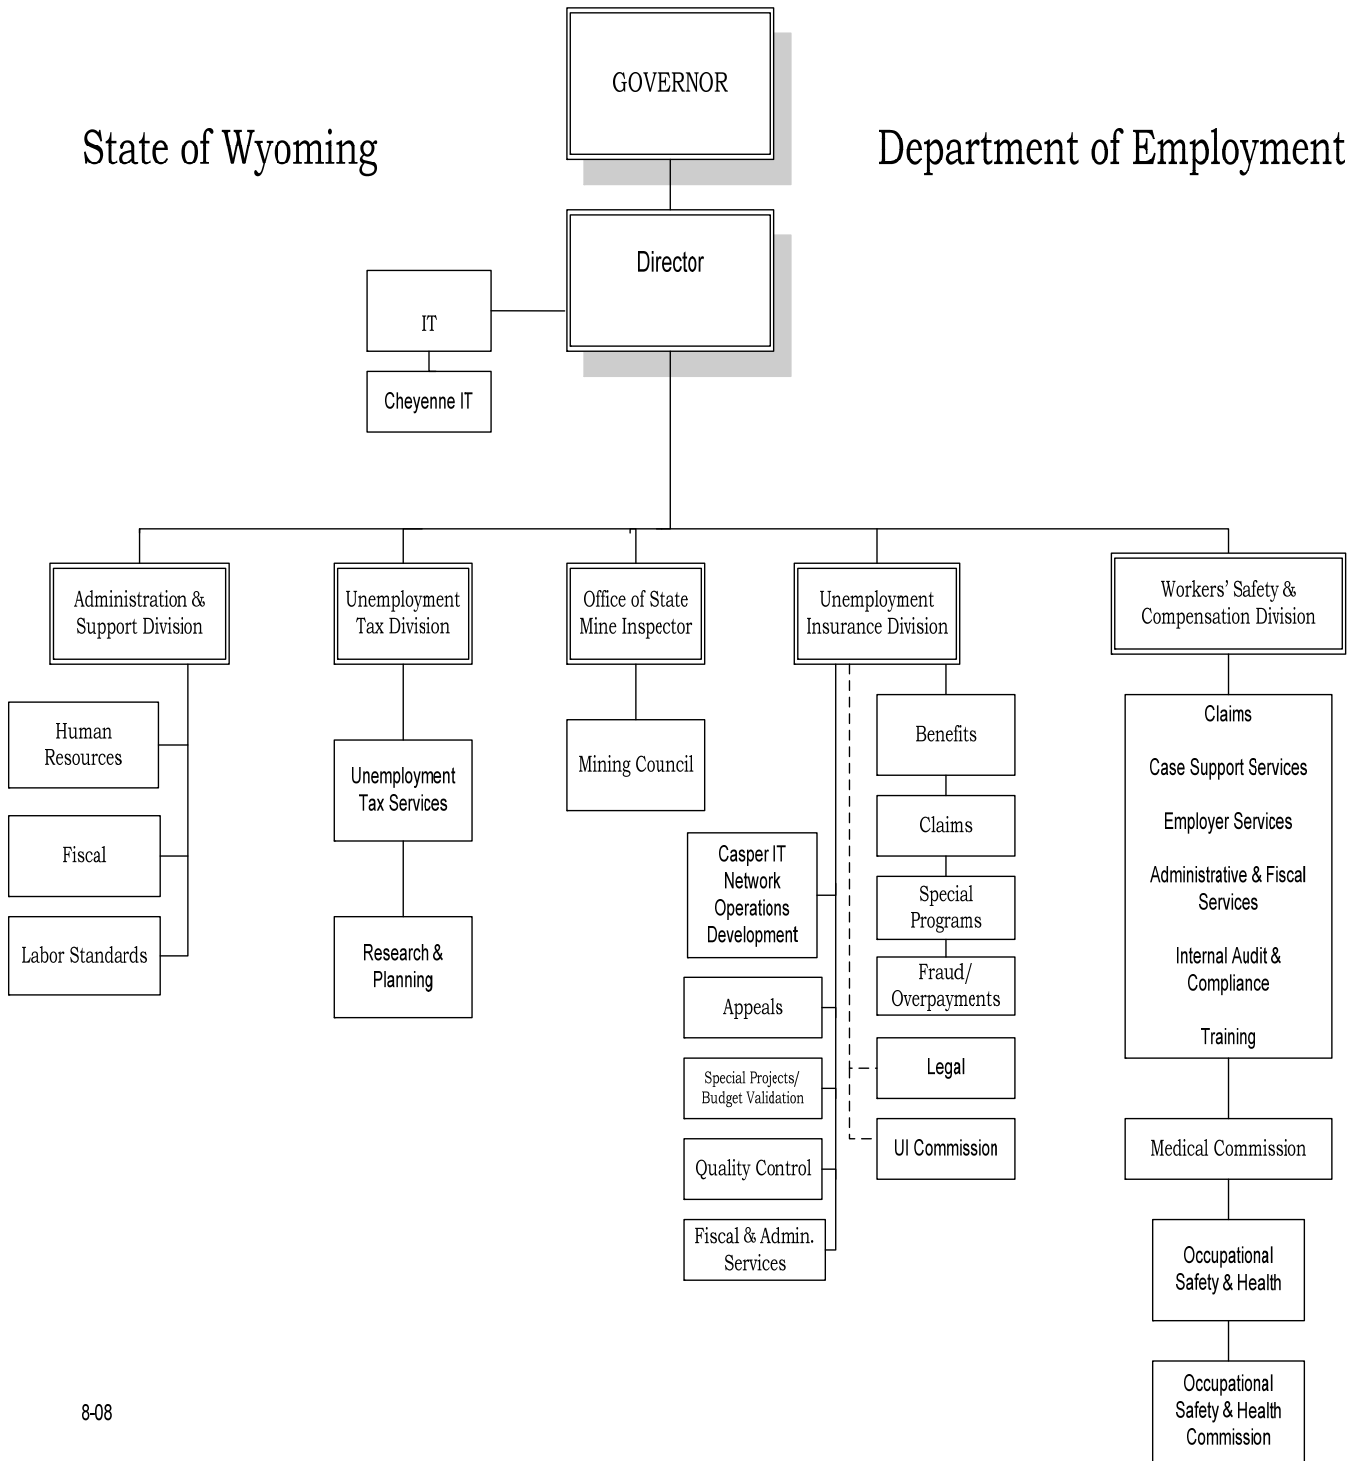 GOVERNOR
State of Wyoming
Department of Employment
Director
IT
Cheyenne IT
Administration &
Support Division
Unemployment
Tax Division
Office of State
Mine Inspector
Unemployment
Insurance Division
Workers' Safety &
Compensation Division
Human
Resources
Fiscal
Labor Standards
Unemployment
Tax Services
Research &
Planning
Mining Council
Casper IT
Network
Operations
Development
Appeals
Special Projects/
Budget Validation
Quality Control
Fiscal & Admin.
Services
Benefits
Claims
Special
Programs
Fraud/
Overpayments
Legal
UI Commission
Claims
Case Support Services
Employer Services
Administrative & Fiscal
Services
Internal Audit &
Compliance
Training
Medical Commission
Occupational
Safety & Health
Occupational
Safety & Health
Commission
8-08